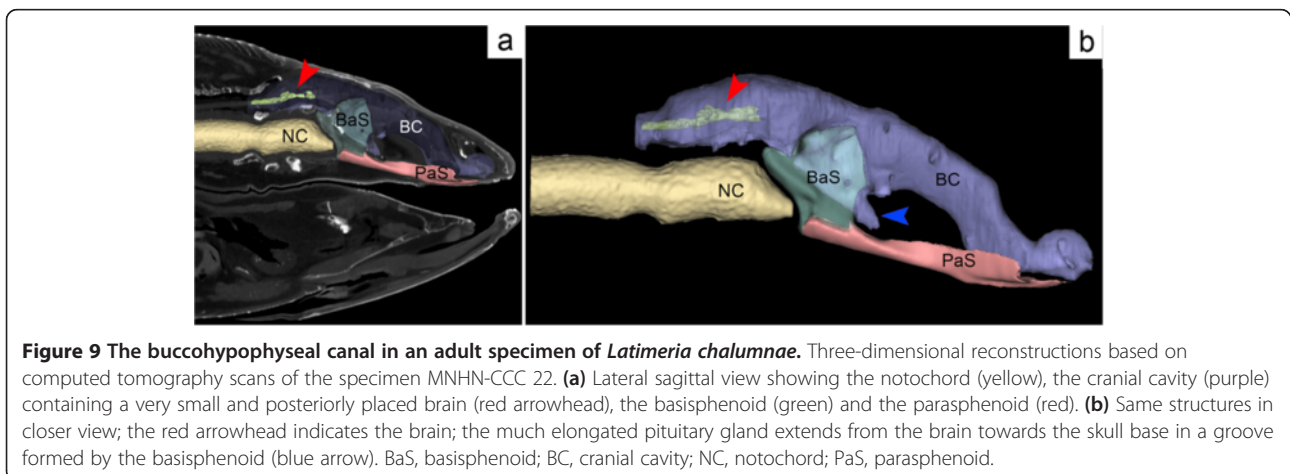 a
b
BaS
BC
NC
PaS
BaS
BC
NC
PaS
Figure 9 The buccohypophyseal canal in an adult specimen of Latimeria chalumnae. Three-dimensional reconstructions based on
computed tomography scans of the specimen MNHN-CCC 22. (a) Lateral sagittal view showing the notochord (yellow), the cranial cavity (purple)
containing a very small and posteriorly placed brain (red arrowhead), the basisphenoid (green) and the parasphenoid (red). (b) Same structures in
closer view; the red arrowhead indicates the brain; the much elongated pituitary gland extends from the brain towards the skull base in a groove
formed by the basisphenoid (blue arrow). BaS, basisphenoid; BC, cranial cavity; NC, notochord; PaS, parasphenoid.